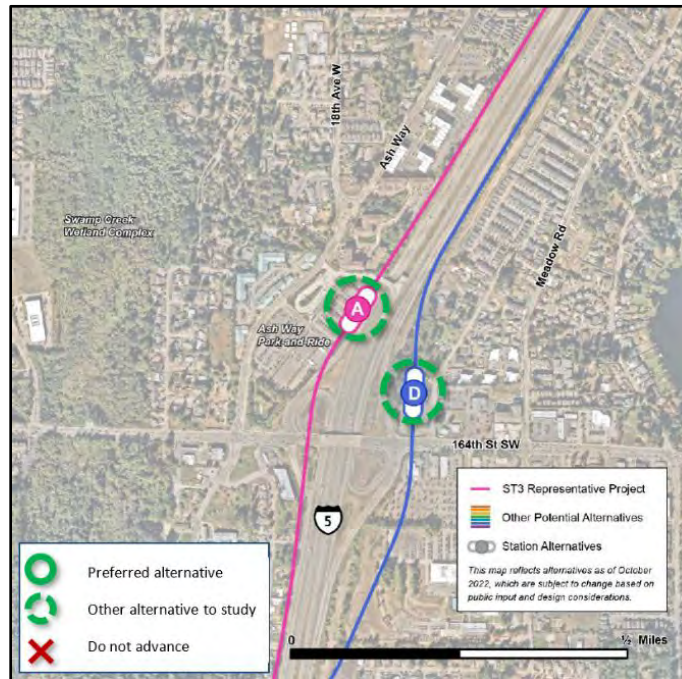 18th Ave W
Ash Way
Swamp Creek
Wetland Complex
Meadow Rd
A
Ash Way
Park and Ride
D
164th St SW
5
ST3 Representative Project
Other Potential Alternatives
Station Alternatives
This map reflects alternatives as of October
2022, which are subject to change based on
public input and design considerations.
Preferred alternative
Other alternative to study
Do not advance
0
½ Miles